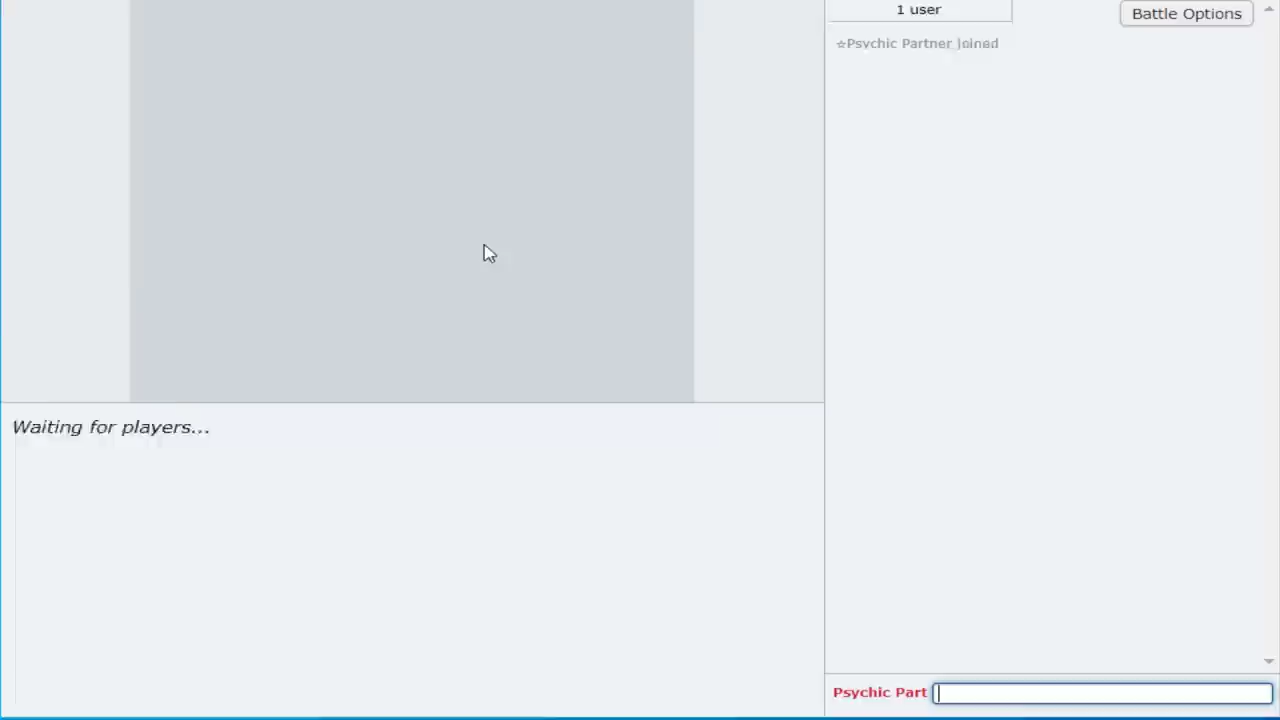 1 user
Battle Options
☆Psychic Partner joined
Waiting for players...
Psychic Part